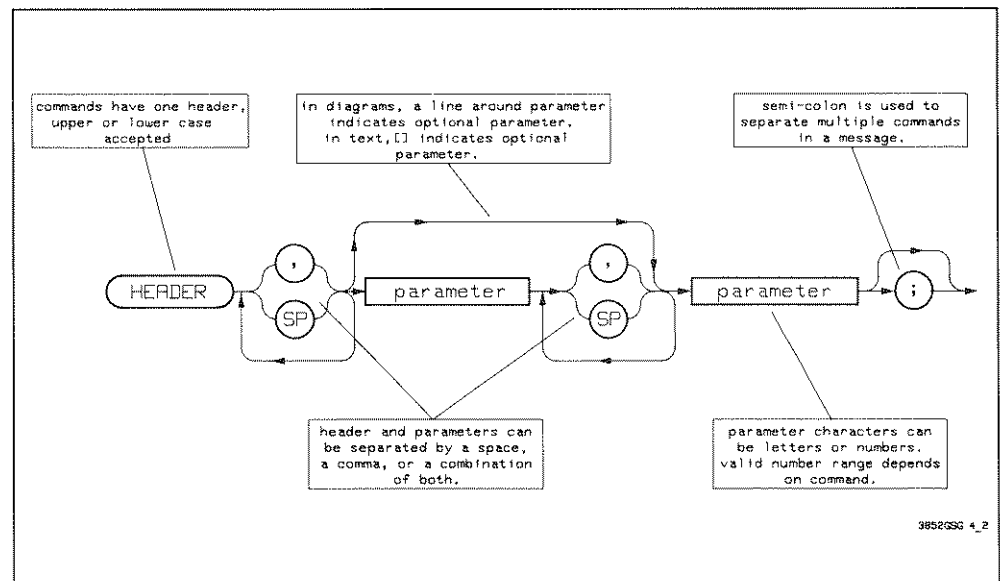 commands have one header,
upper or lower case
accepted
in diagrams, a line around parameter
indicates optional parameter.
in text,[] indicates optional
parameter.
semi-colon is used to
separate multiple commands
in a message.
HEADER
,
SP
parameter
,
SP
parameter
;
header and parameters can
be separated by a space,
a comma, or a combination
of both.
parameter characters can
be letters or numbers.
valid number range depends
on command.
3852GSG 4_2